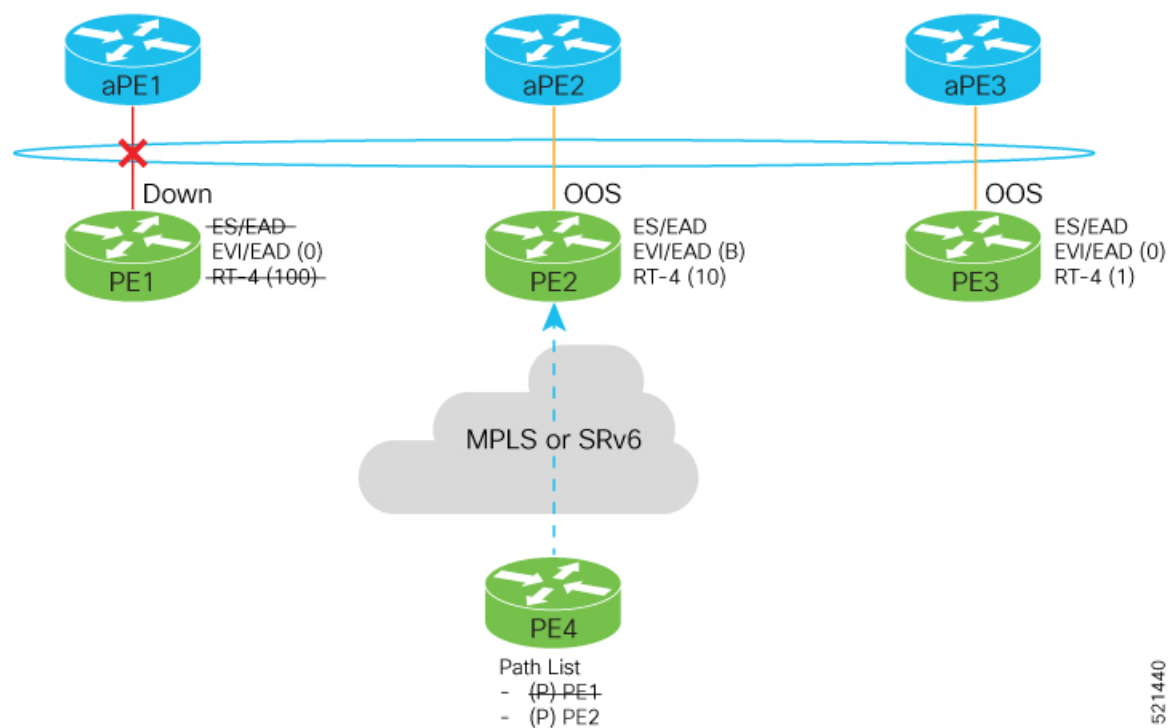 aPE1
aPE2
aPE3
Down
OOS
OOS
PE1
ES/EAD
EVI/EAD (0)
RT-4 (100)
PE2
ES/EAD
EVI/EAD (B)
RT-4 (10)
PE3
ES/EAD
EVI/EAD (0)
RT-4 (1)
MPLS or SRv6
PE4
Path List
- (P) PE1
- (P) PE2
521440